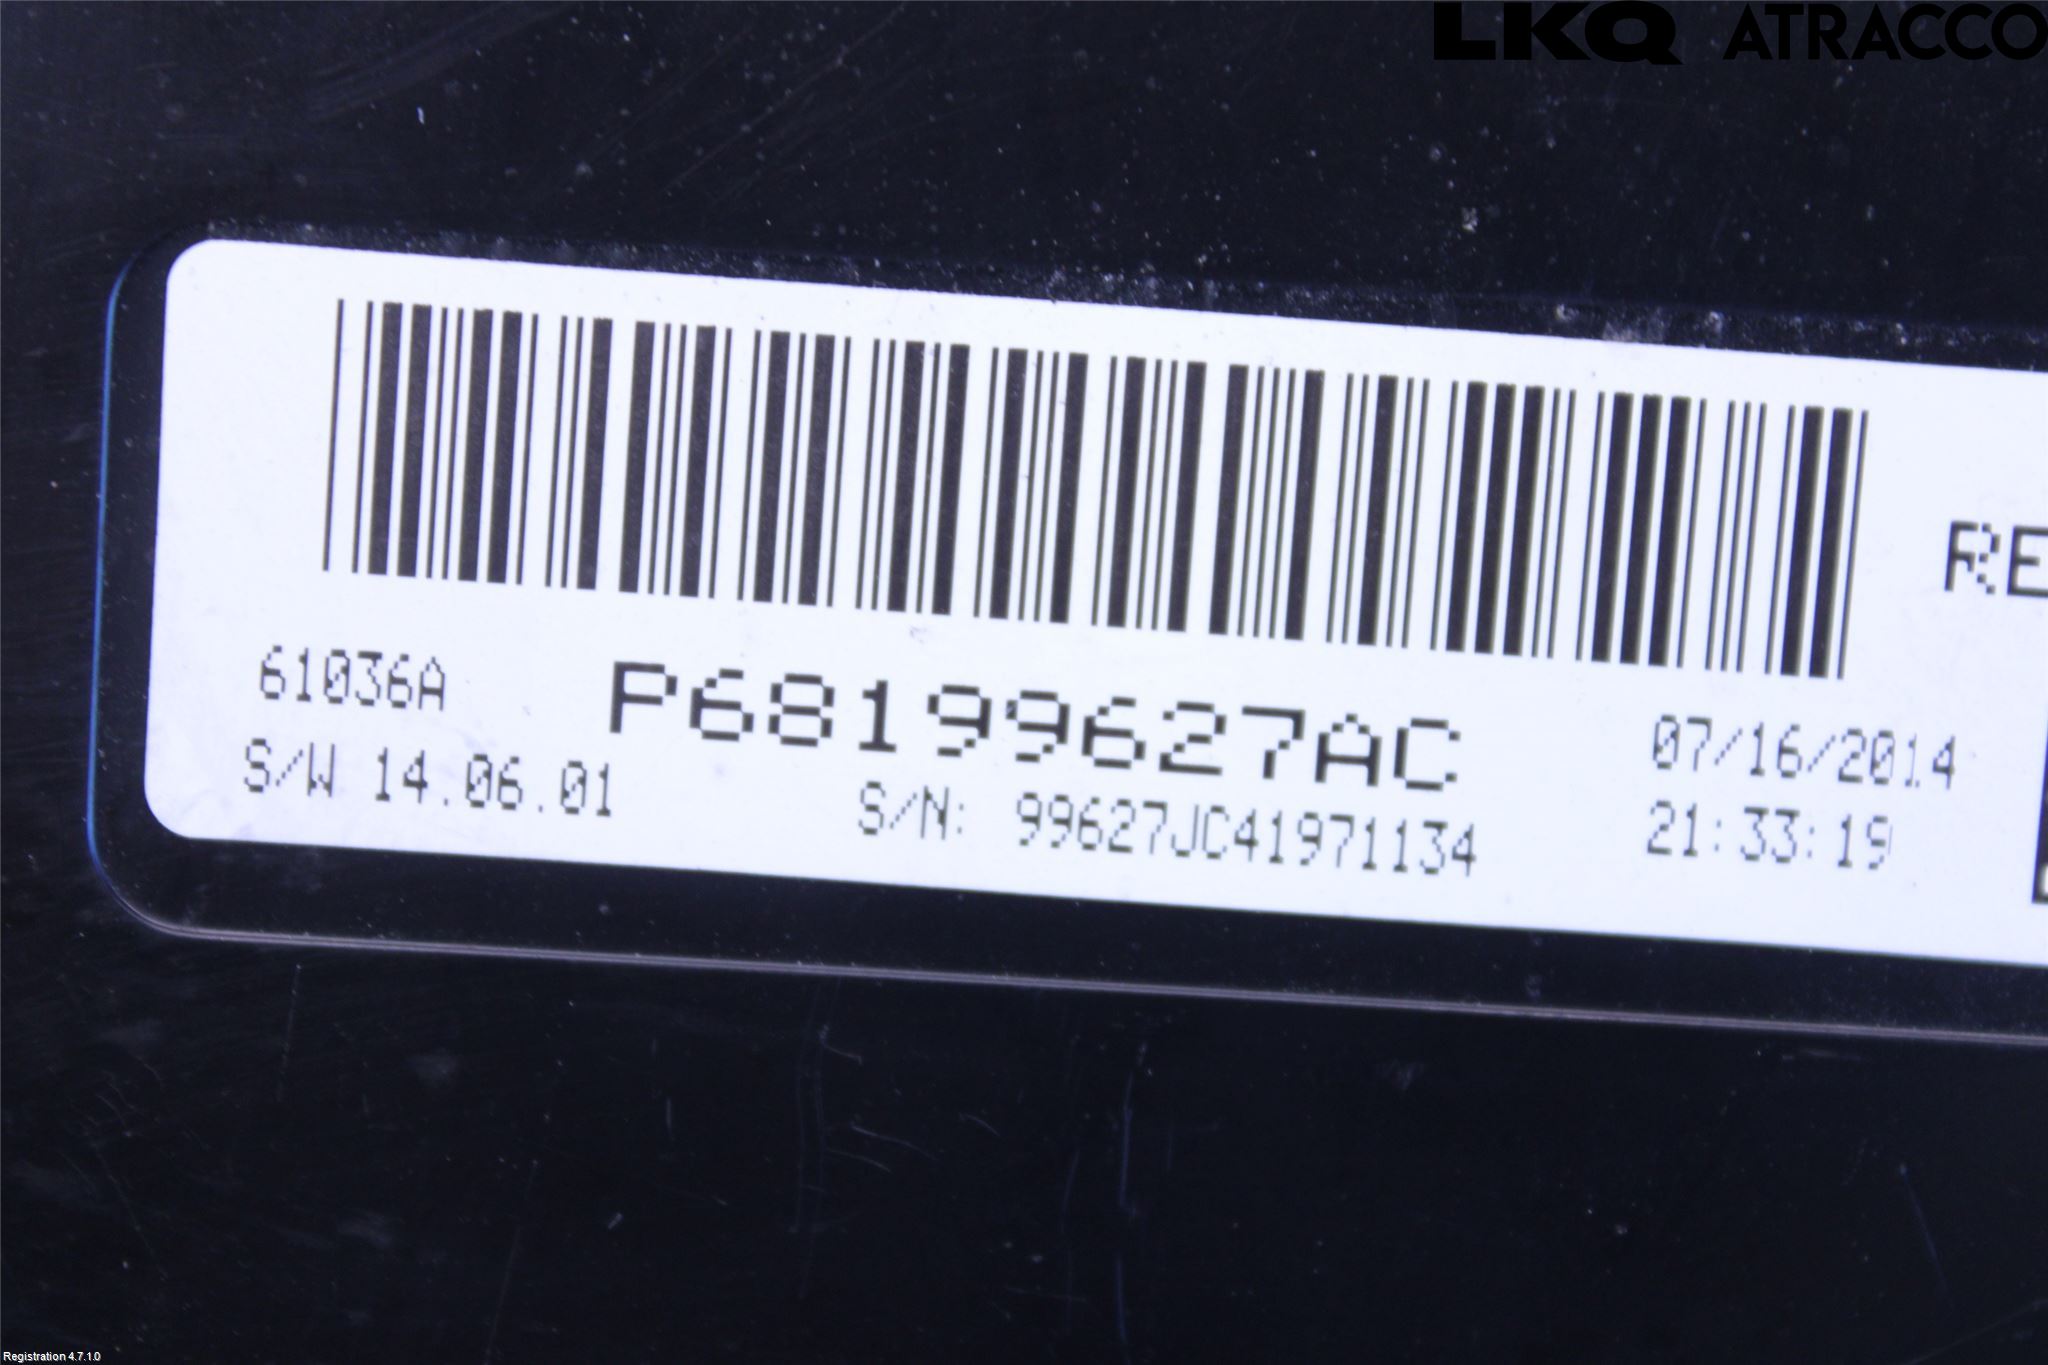 LKQ ATRACCO
RE
61036A P68199627AC 07/16/2014
S/W 14.06.01 S/N: 99627JC41971134 21:33:19
Registration 4.7.1.0